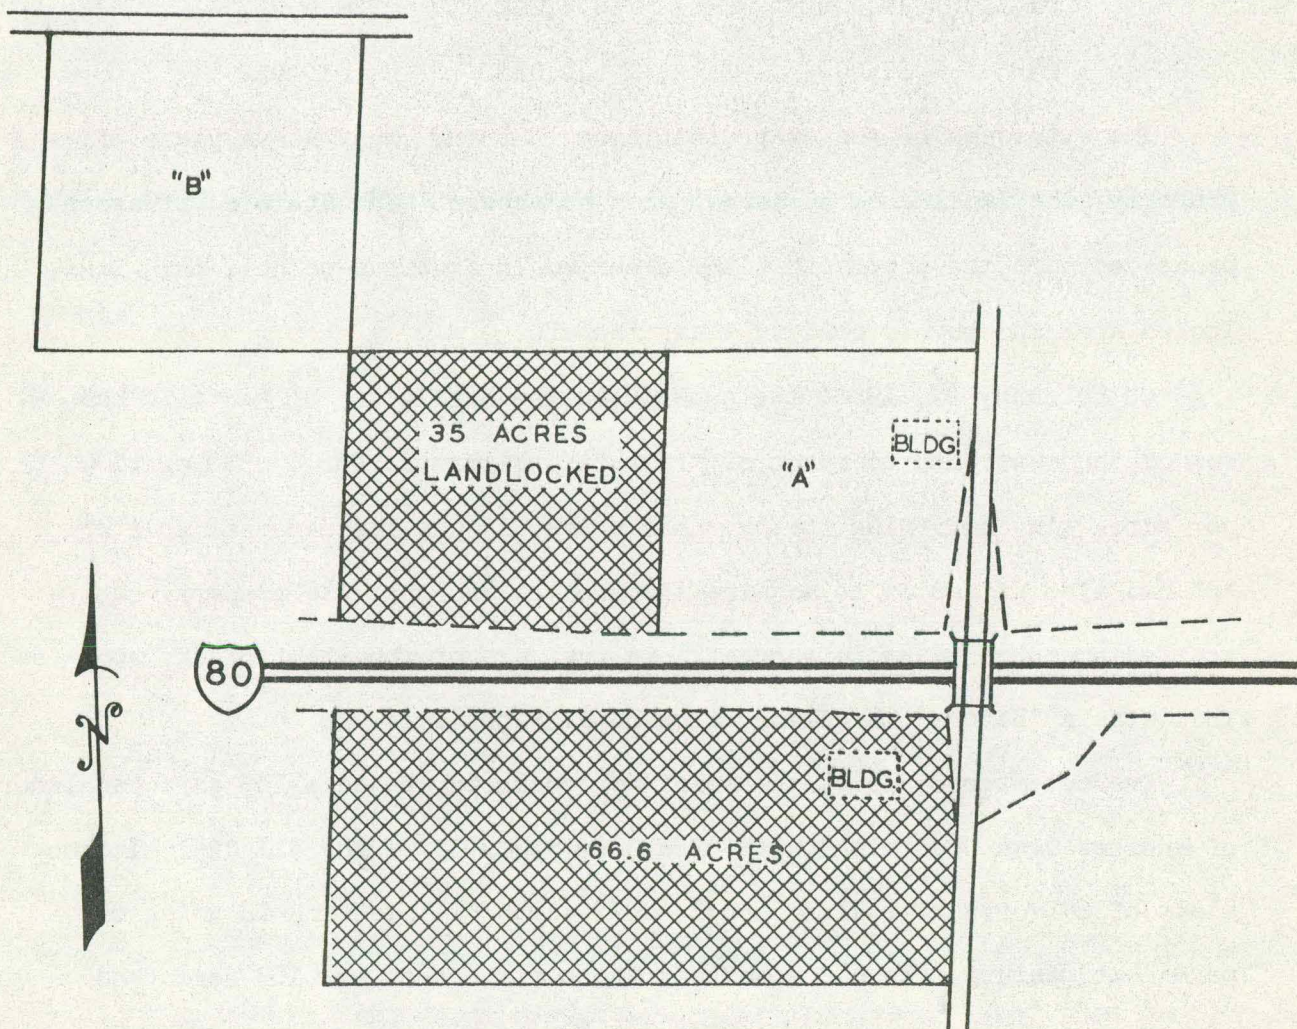 "B"
35 ACRES
LANDLOCKED
BLDG
"A"
80
N
BLDG.
66.6 ACRES